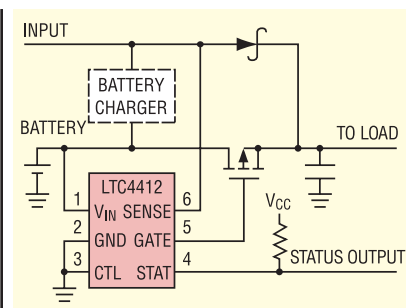 INPUT
BATTERY
CHARGER
BATTERY
TO LOAD
LTC4412
1
VIN SENSE
6
2
GND GATE
5
3
CTL STAT
4
VCC
STATUS OUTPUT